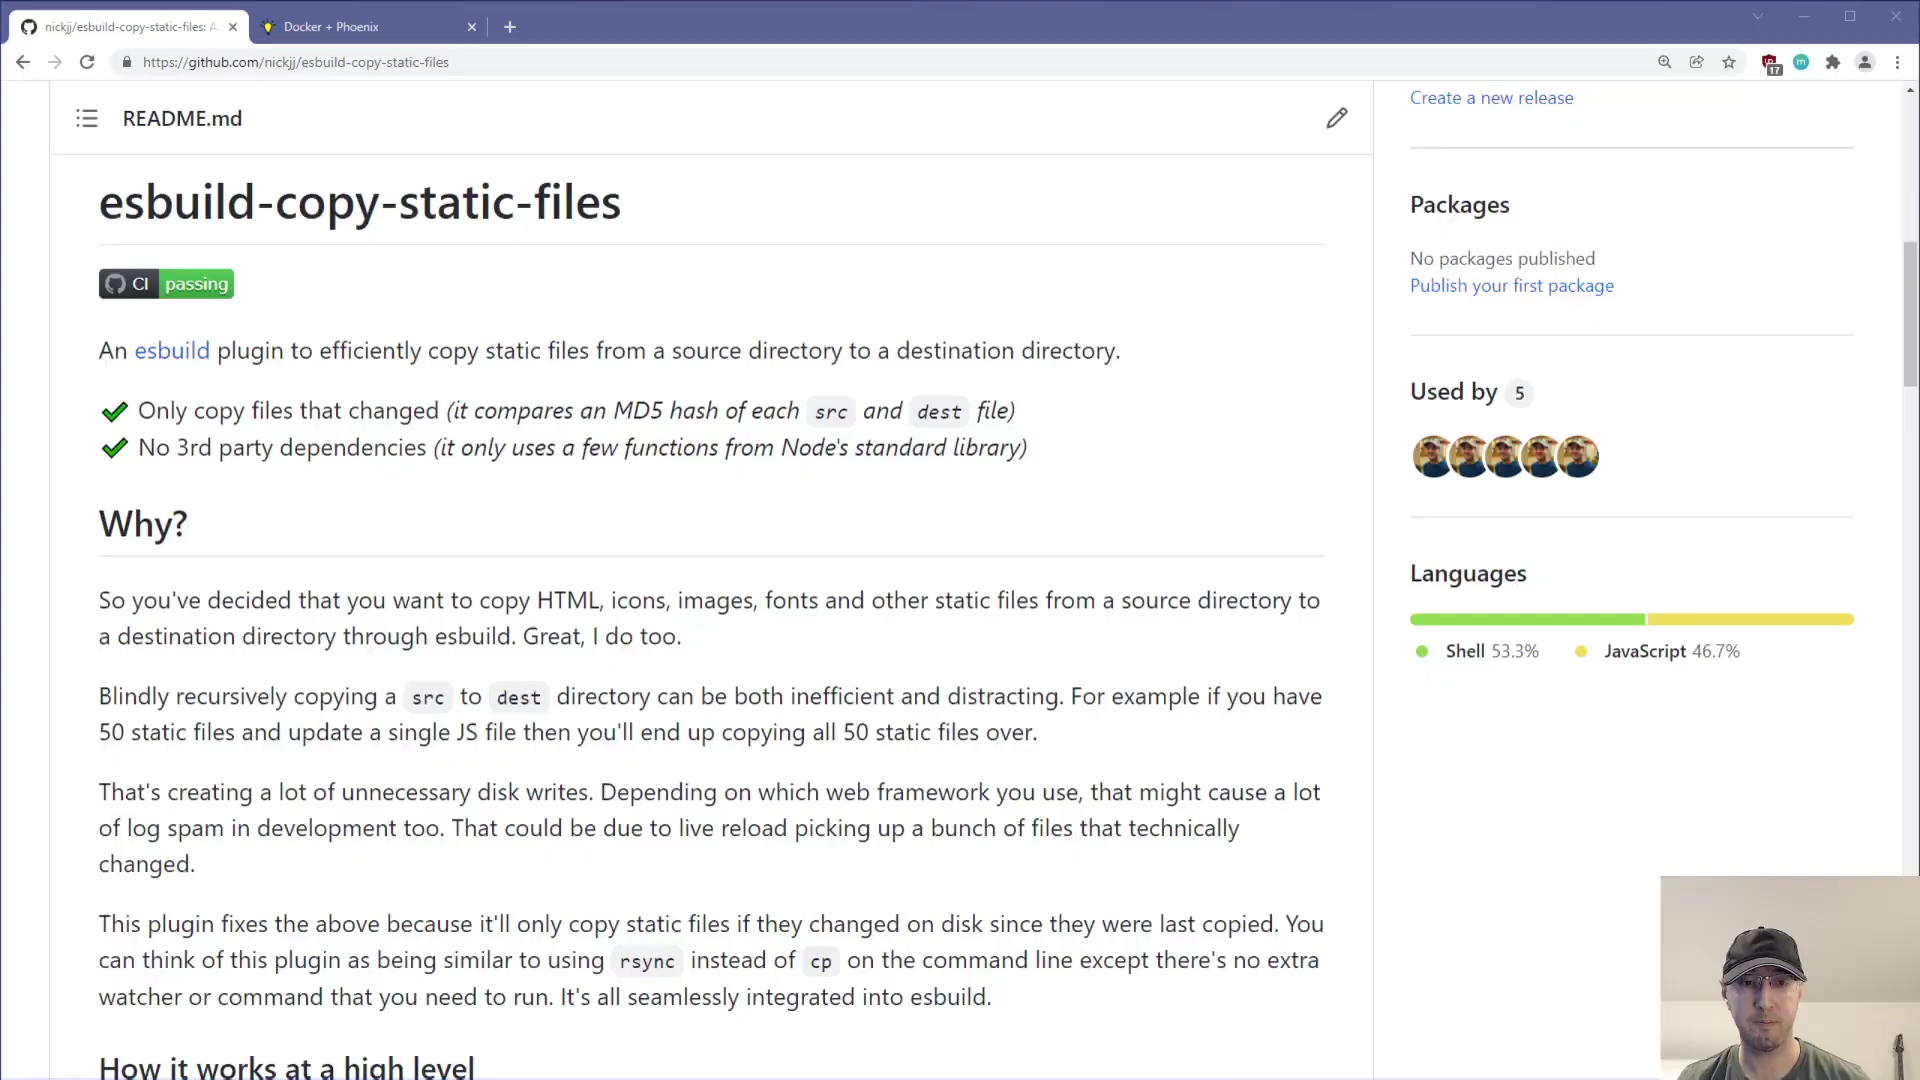 nickjj/esbuild-copy-static-files: A
Docker + Phoenix
https://github.com/nickjj/esbuild-copy-static-files
17
m
README.md
esbuild-copy-static-files
CI passing
An esbuild plugin to efficiently copy static files from a source directory to a destination directory.
Only copy files that changed (it compares an MD5 hash of each src and dest file)
No 3rd party dependencies (it only uses a few functions from Node's standard library)
Why?
So you've decided that you want to copy HTML, icons, images, fonts and other static files from a source directory to
a destination directory through esbuild. Great, I do too.
Blindly recursively copying a src to dest directory can be both inefficient and distracting. For example if you have
50 static files and update a single JS file then you'll end up copying all 50 static files over.
That's creating a lot of unnecessary disk writes. Depending on which web framework you use, that might cause a lot
of log spam in development too. That could be due to live reload picking up a bunch of files that technically
changed.
This plugin fixes the above because it'll only copy static files if they changed on disk since they were last copied. You
can think of this plugin as being similar to using rsync instead of cp on the command line except there's no extra
watcher or command that you need to run. It's all seamlessly integrated into esbuild.
How it works at a high level
Create a new release
Packages
No packages published
Publish your first package
Used by 5
Languages
Shell 53.3% JavaScript 46.7%